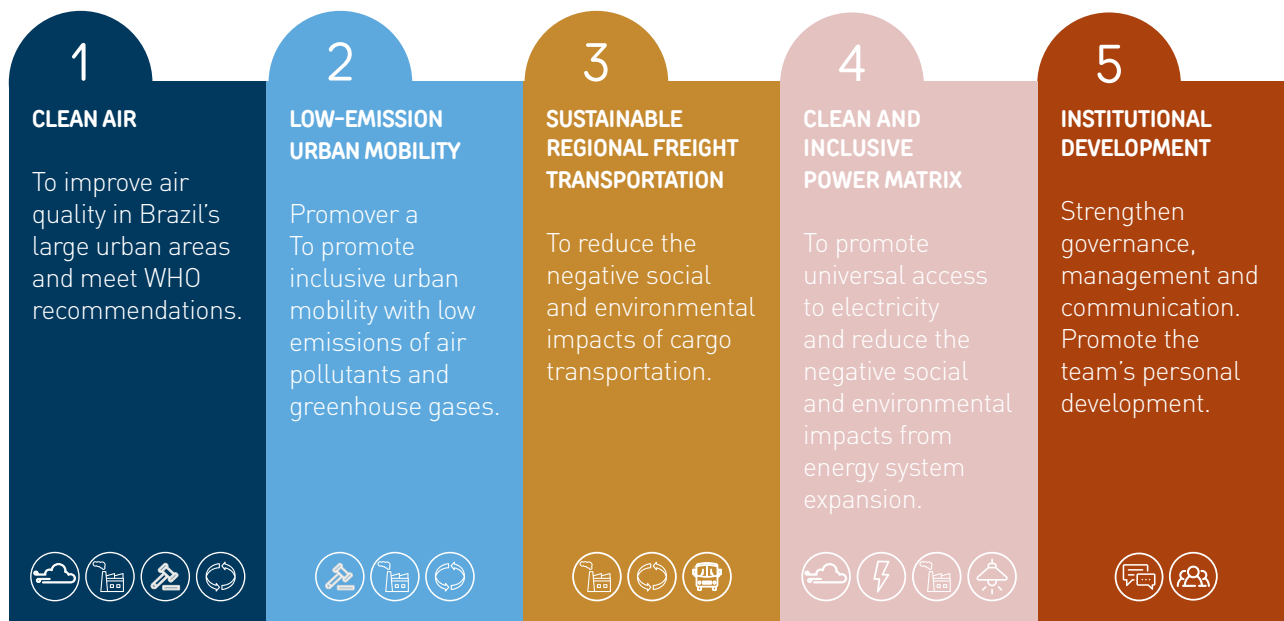 1
CLEAN AIR
To improve air
quality in Brazil’s
large urban areas
and meet WHO
recommendations.
2
LOW-EMISSION
URBAN MOBILITY
Promover a
To promote
inclusive urban
mobility with low
emissions of air
pollutants and
greenhouse gases.
3
SUSTAINABLE
REGIONAL FREIGHT
TRANSPORTATION
To reduce the
negative social
and environmental
impacts of cargo
transportation.
4
CLEAN AND
INCLUSIVE
POWER MATRIX
To promote
universal access
to electricity
and reduce the
negative social
and environmental
impacts from
energy system
expansion.
5
INSTITUTIONAL
DEVELOPMENT
Strengthen
governance,
management and
communication.
Promote the
team’s personal
development.